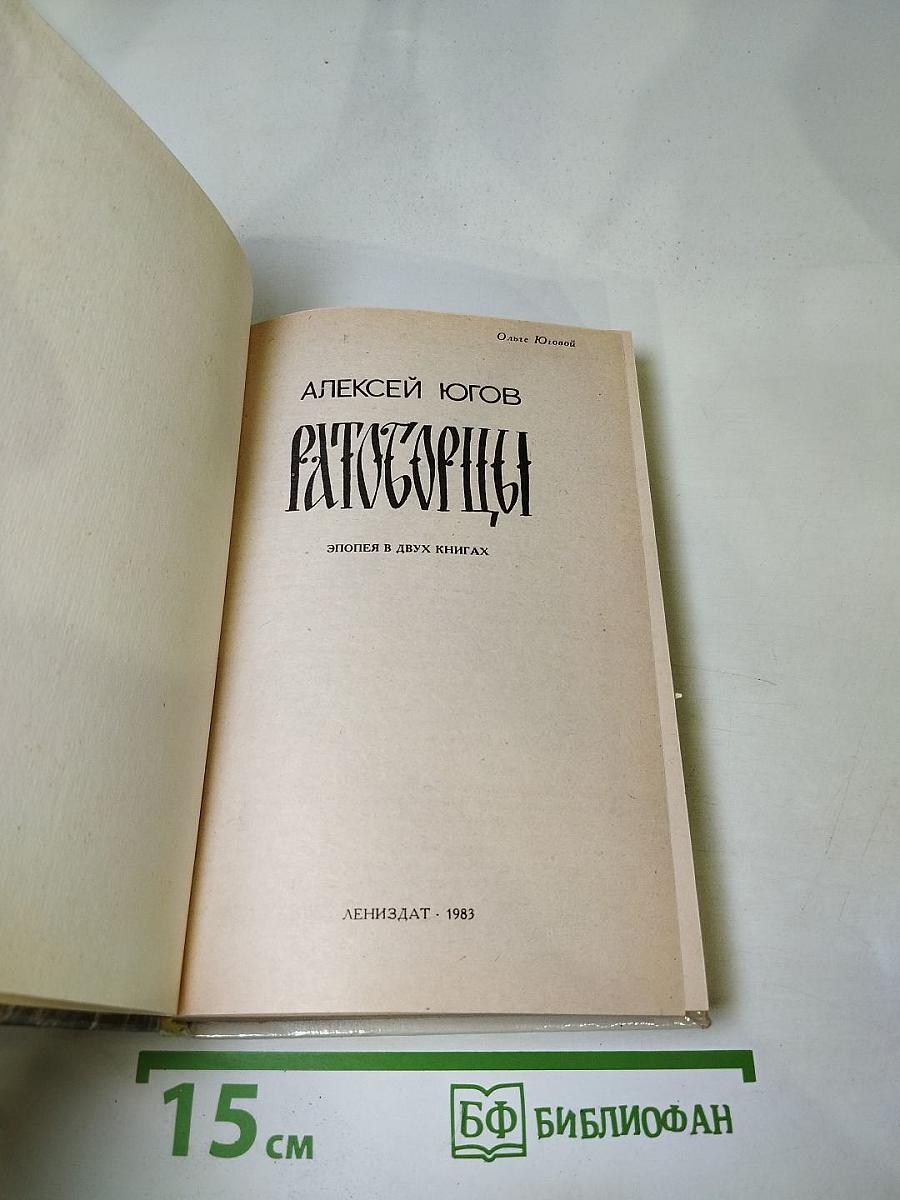 Ольге Юговой
АЛЕКСЕЙ ЮГОВ
РАТОБОРЦЫ
ЭПОПЕЯ В ДВУХ КНИГАХ
ЛЕНИЗДАТ · 1983
15 см
БФ БИБЛИОФАН